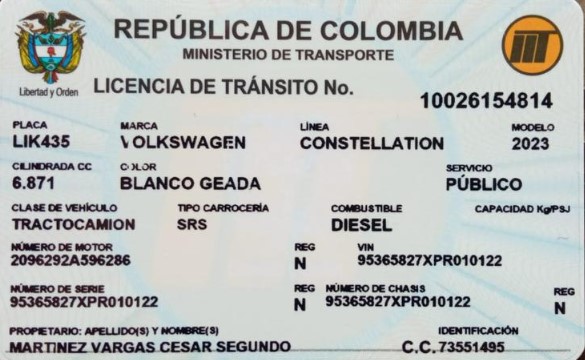 REPÚBLICA DE COLOMBIA
MINISTERIO DE TRANSPORTE
Libertad y Orden
LICENCIA DE TRÁNSITO No.
10026154814
PLACA MARCA LÍNEA MODELO
LIK435 VOLKSWAGEN CONSTELLATION 2023
CILINDRADA CC COLOR SERVICIO
6.871 BLANCO GEADA PÚBLICO
CLASE DE VEHÍCULO TIPO CARROCERÍA COMBUSTIBLE CAPACIDAD Kg/PSJ
TRACTOCAMION SRS DIESEL
NÚMERO DE MOTOR REG VIN
2096292A596286 N 95365827XPR010122
NÚMERO DE SERIE REG NÚMERO DE CHASIS REG
95365827XPR010122 N 95365827XPR010122 N
PROPIETARIO: APELLIDO(S) Y NOMBRE(S) IDENTIFICACIÓN
MARTINEZ VARGAS CESAR SEGUNDO C.C. 73551495